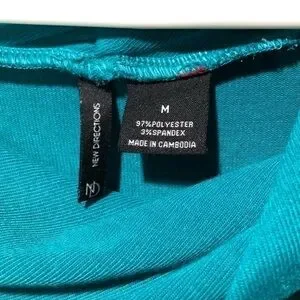 NEW DIRECTIONS
ND
M
97%POLYESTER
3%SPANDEX
MADE IN CAMBODIA